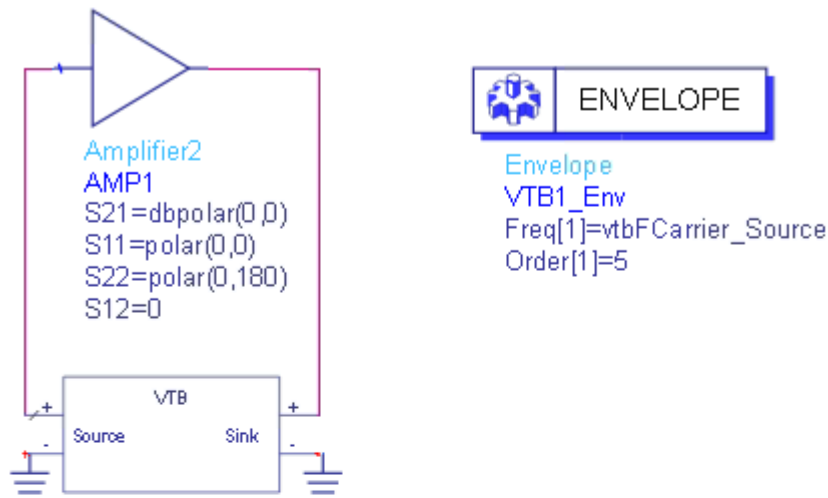 ENVELOPE
Amplifier2
AMP1
S21=dbpolar(0,0)
S11=polar(0,0)
S22=polar(0,180)
S12=0
Envelope
VTB1_Env
Freq[1]=vtbFCarrier_Source
Order[1]=5
VTB
+ +
- -
Source Sink